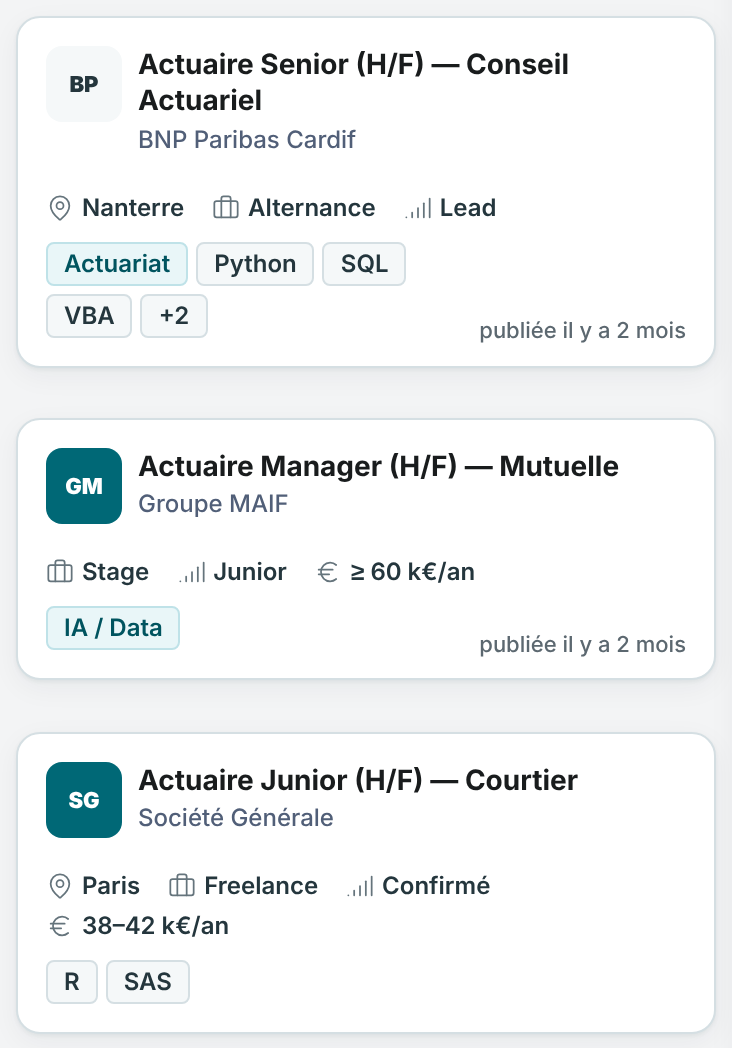 BP
Actuaire Senior (H/F) — Conseil
Actuariel
BNP Paribas Cardif
Nanterre Alternance Lead
Actuariat Python SQL
VBA +2
publiée il y a 2 mois
GM
Actuaire Manager (H/F) — Mutuelle
Groupe MAIF
Stage Junior € ≥ 60 k€/an
IA / Data
publiée il y a 2 mois
SG
Actuaire Junior (H/F) — Courtier
Société Générale
Paris Freelance Confirmé
€ 38–42 k€/an
R SAS